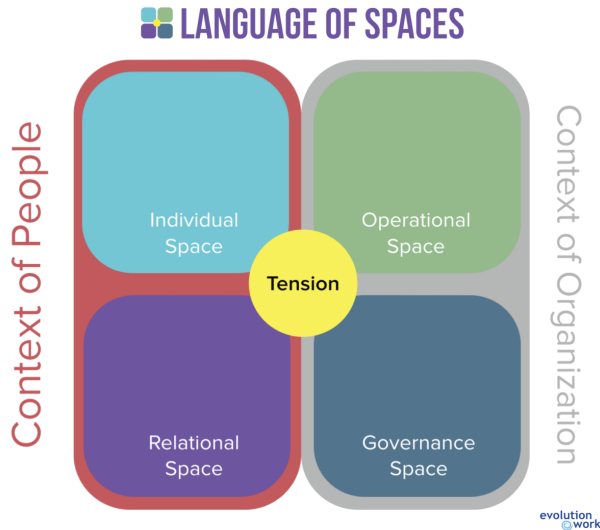 LANGUAGE OF SPACES
Context of People
Individual
Space
Operational
Space
Tension
Relational
Space
Governance
Space
Context of Organization
evolution
@work